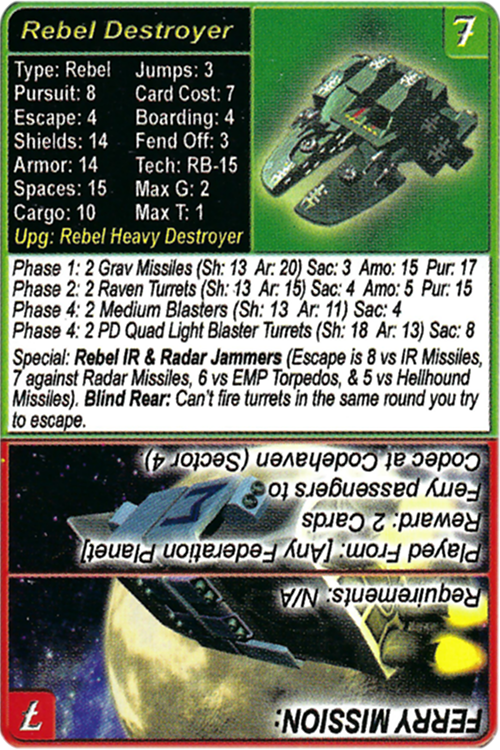 Rebel Destroyer
7
Type: Rebel Jumps: 3
Pursuit: 8 Card Cost: 7
Escape: 4 Boarding: 4
Shields: 14 Fend Off: 3
Armor: 14 Tech: RB-15
Spaces: 15 Max G: 2
Cargo: 10 Max T: 1
Upg: Rebel Heavy Destroyer
Phase 1: 2 Grav Missiles (Sh: 13 Ar: 20) Sac: 3 Amo: 15 Pur: 17
Phase 2: 2 Raven Turrets (Sh: 13 Ar: 15) Sac: 4 Amo: 5 Pur: 15
Phase 4: 2 Medium Blasters (Sh: 13 Ar: 11) Sac: 4
Phase 4: 2 PD Quad Light Blaster Turrets (Sh: 18 Ar: 13) Sac: 8
Special: Rebel IR & Radar Jammers (Escape is 8 vs IR Missiles,
7 against Radar Missiles, 6 vs EMP Torpedos, & 5 vs Hellhound
Missiles). Blind Rear: Can't fire turrets in the same round you try
to escape.
FERRY MISSION:
7
Requirements: N/A
Played From: [Any Federation Planet]
Reward: 2 Cards
Ferry passengers to
Codec at Codehaven (Sector 4)